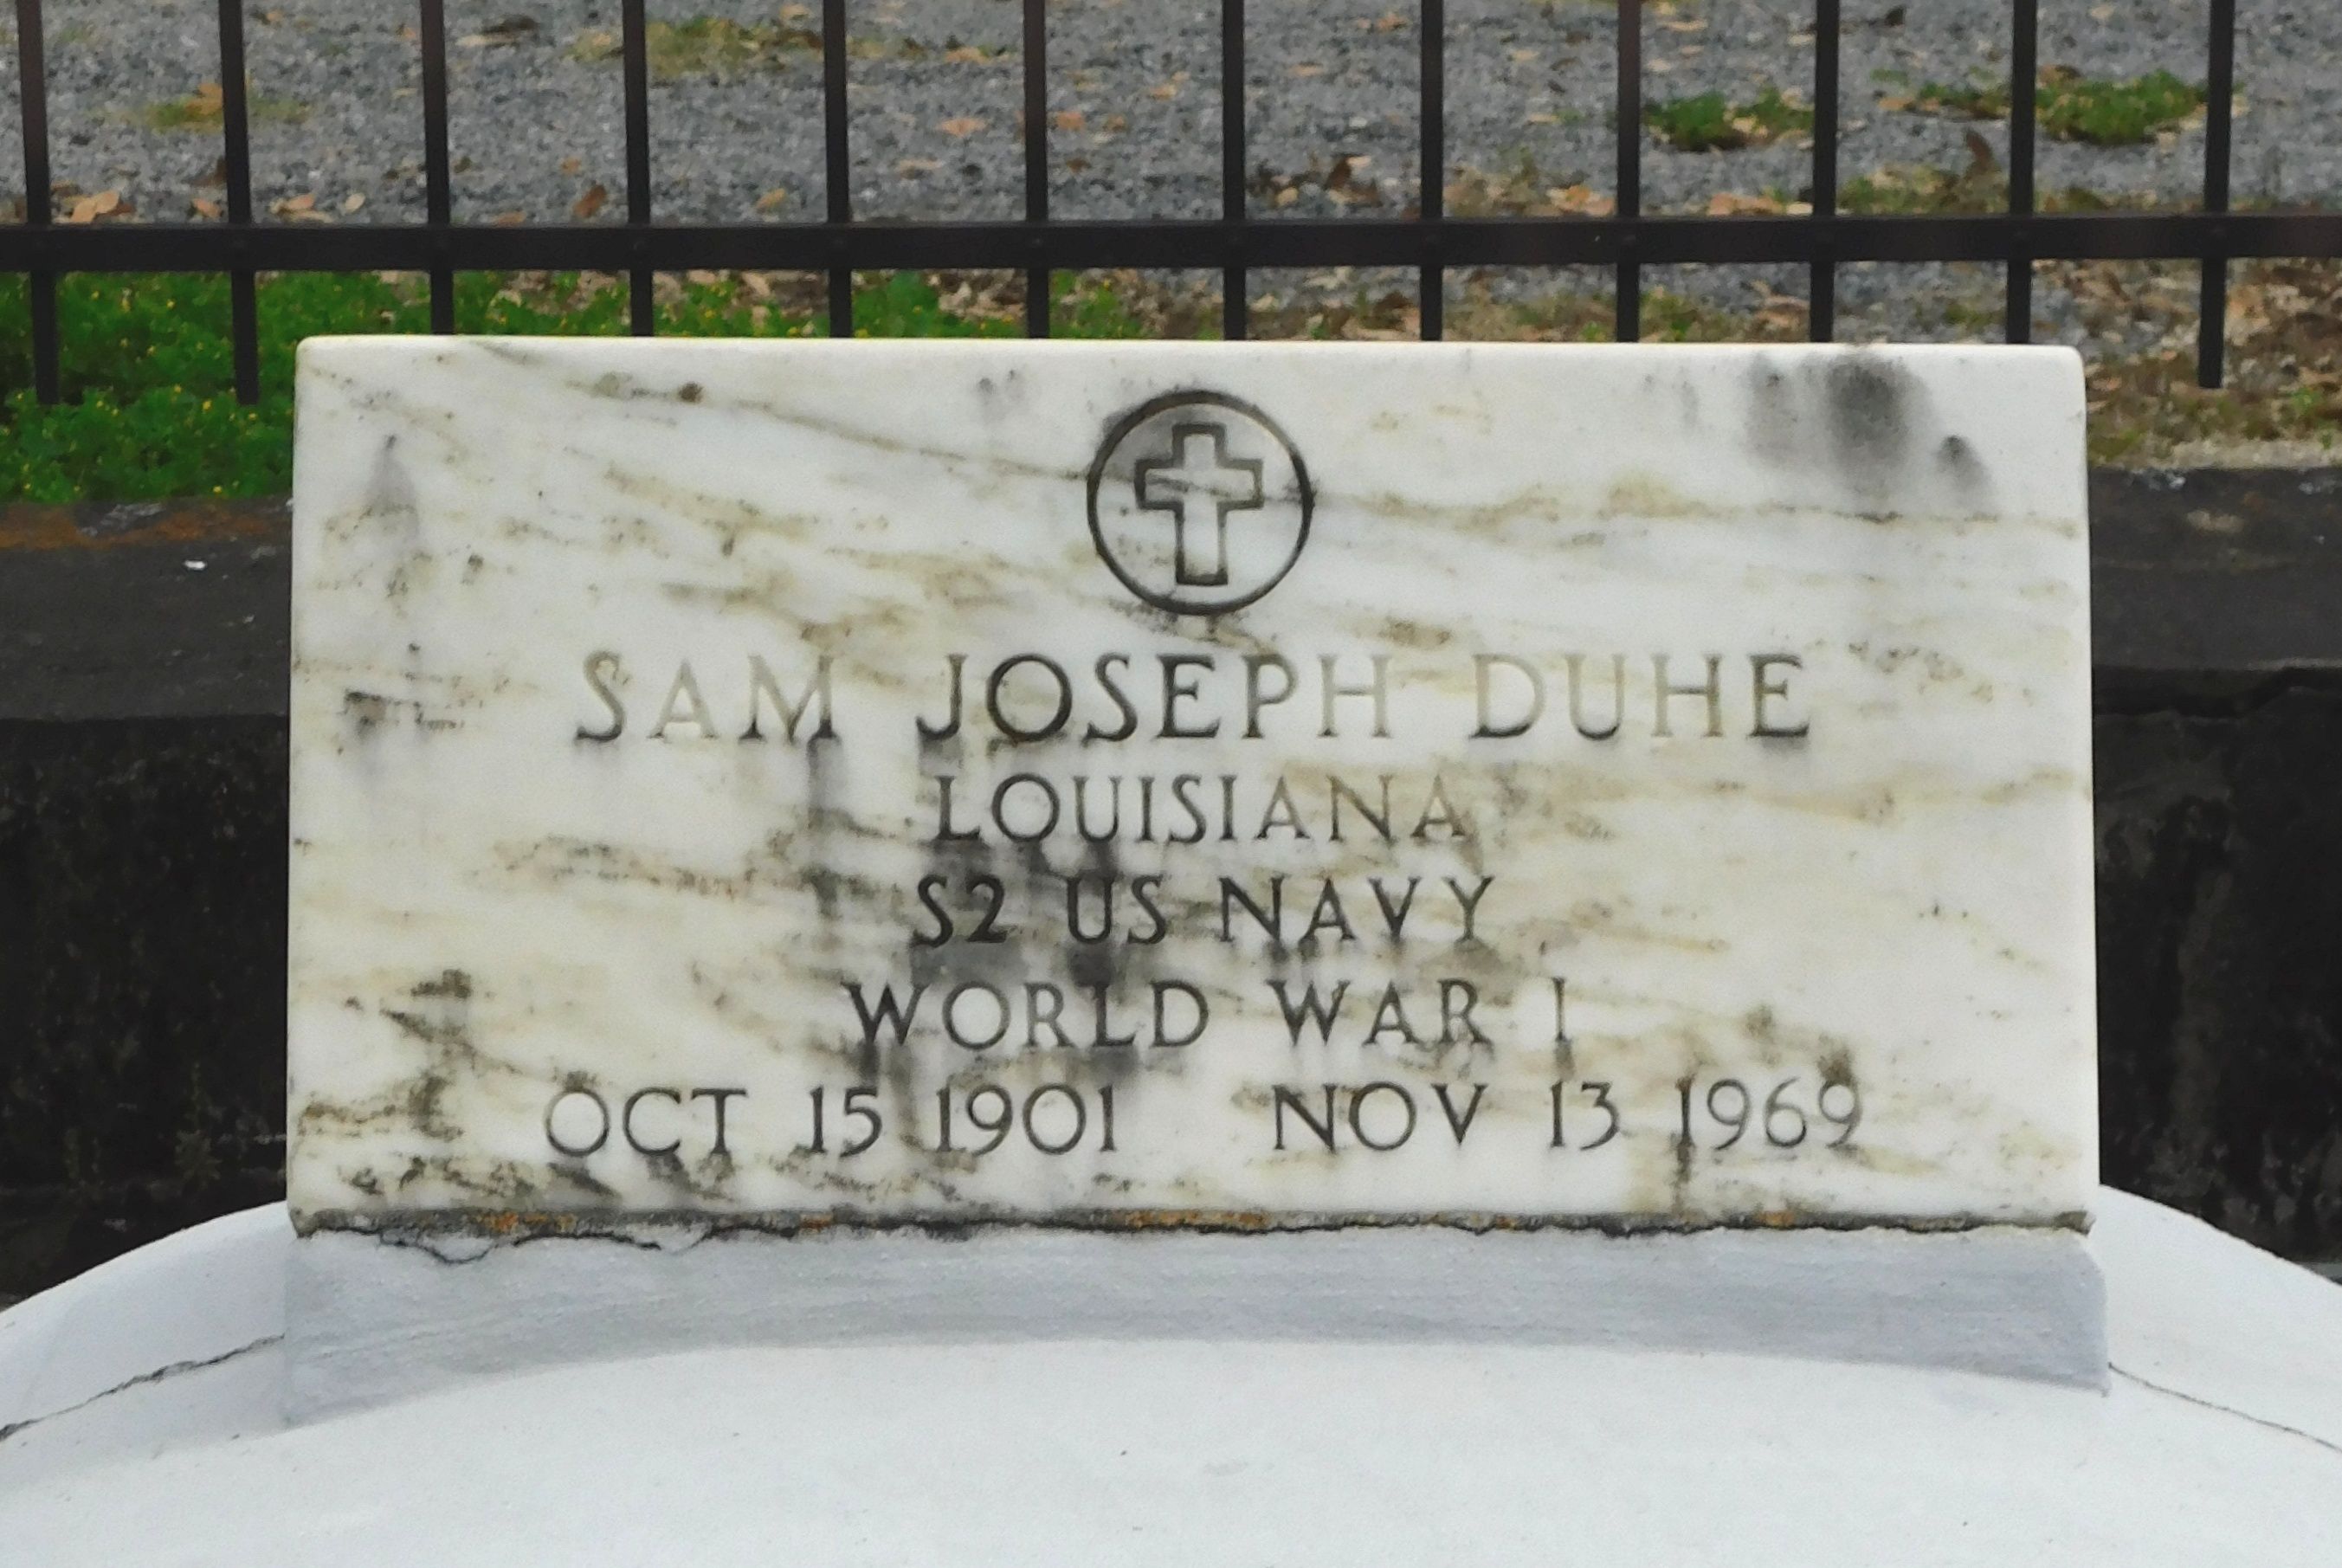 SAM JOSEPH DUHE
LOUISIANA
S2 US NAVY
WORLD WAR I
OCT 15 1901 NOV 13 1969